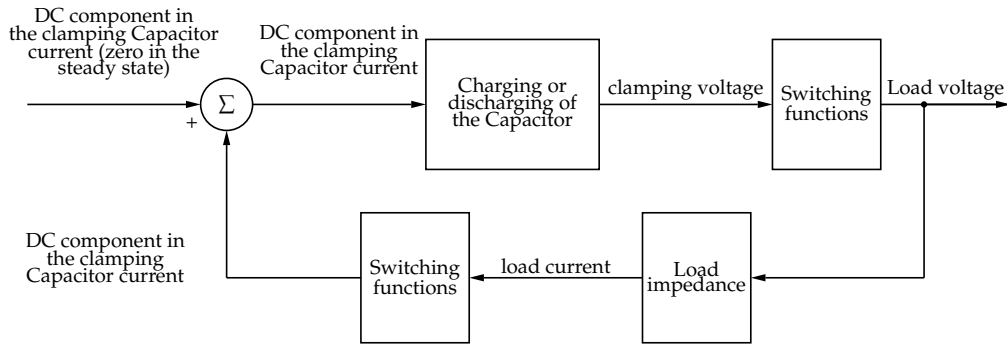 DC component in
the clamping Capacitor
current (zero in the
steady state)
DC component in
the clamping
Capacitor current
Σ
+
Charging or
discharging of
the Capacitor
clamping voltage
Switching
functions
Load voltage
DC component in
the clamping
Capacitor current
Switching
functions
load current
Load
impedance